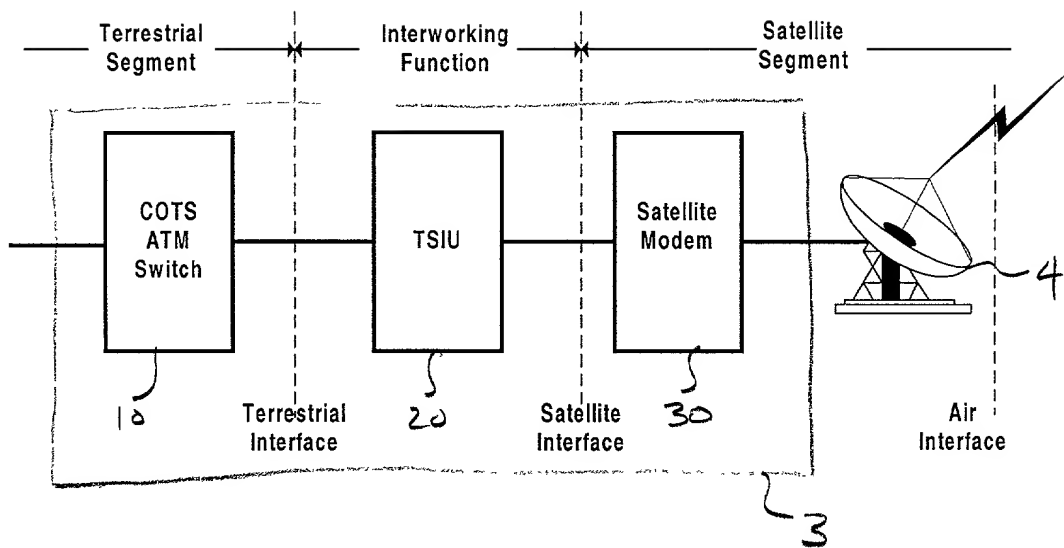 Terrestrial
Segment
Interworking
Function
Satellite
Segment
COTS
ATM
Switch
TSIU
Satellite
Modem
4
10
20
30
Terrestrial
Interface
Satellite
Interface
Air
Interface
3